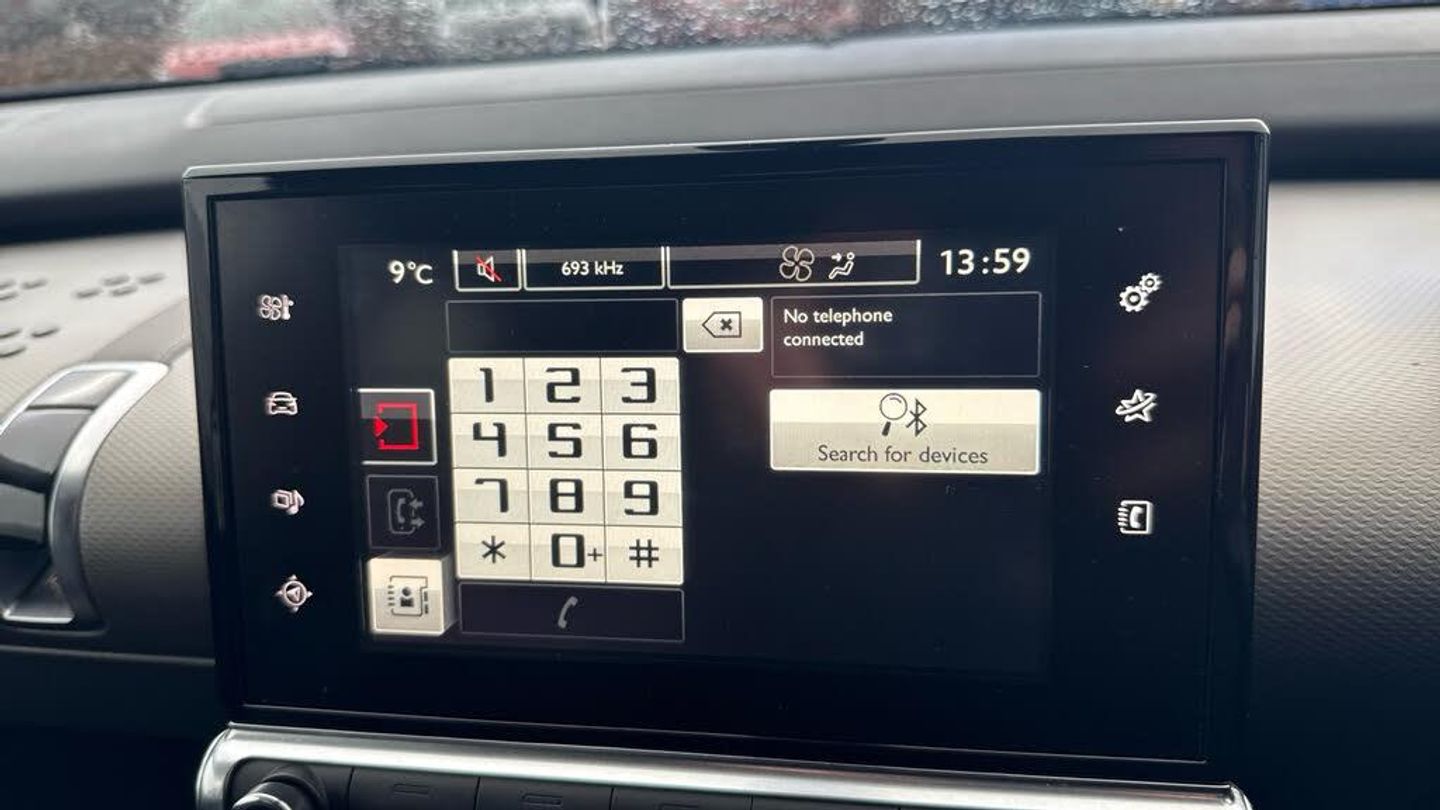 9°C
693 kHz
13:59
No telephone
connected
1 2 3
4 5 6
7 8 9
* 0+ #
Search for devices